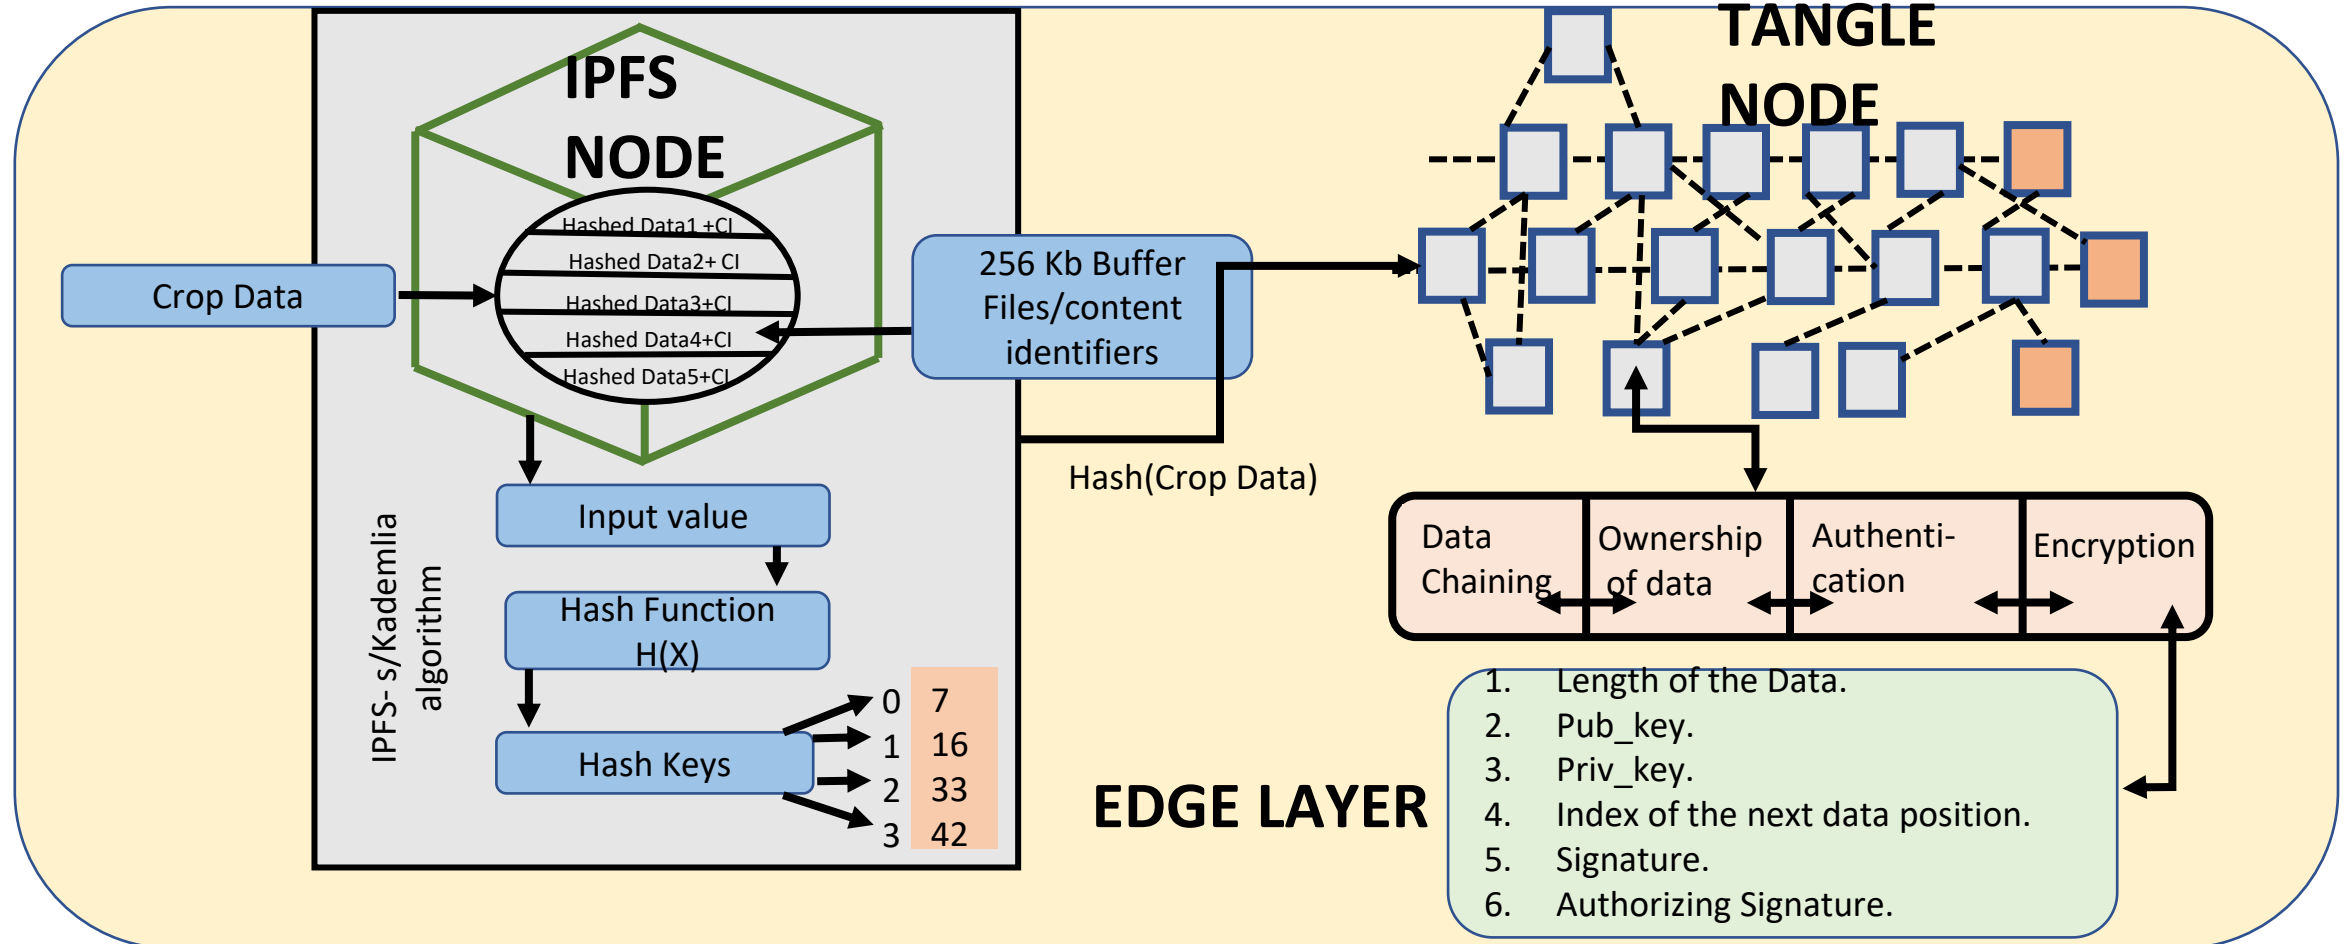 IPFS
NODE
Hashed Data1 +CI
Hashed Data2+ CI
Hashed Data3+CI
Hashed Data4+CI
Hashed Data5+CI
Crop Data
256 Kb Buffer
Files/content
identifiers
Input value
Hash Function
H(X)
Hash Keys
0 7
1 16
2 33
3 42
IPFS- s/Kademlia
algorithm
Hash(Crop Data)
TANGLE
NODE
Data
Chaining
Ownership
of data
Authenti-
cation
Encryption
EDGE LAYER
1. Length of the Data.
2. Pub_key.
3. Priv_key.
4. Index of the next data position.
5. Signature.
6. Authorizing Signature.